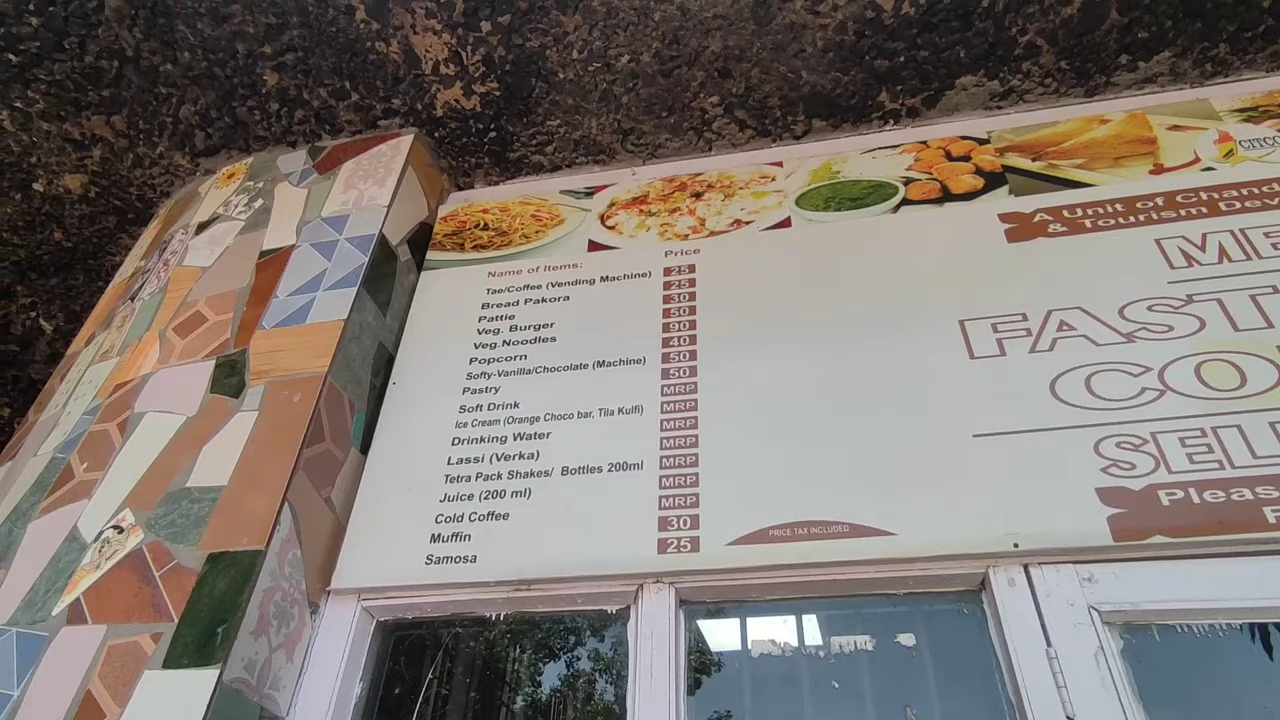 CITCO
A Unit of Chand
& Tourism Dev
Name of Items: Price
Tae/Coffee (Vending Machine) 25
Bread Pakora 25
Pattie 30
Veg. Burger 50
Veg.Noodles 90
Popcorn 40
Softy-Vanilla/Chocolate (Machine) 50
Pastry 50
Soft Drink MRP
Ice Cream (Orange Choco bar, Tila Kulfi) MRP
Drinking Water MRP
Lassi (Verka) MRP
Tetra Pack Shakes/ Bottles 200ml MRP
Juice (200 ml) MRP
Cold Coffee MRP
Muffin 30
Samosa 25
PRICE TAX INCLUDED
ME
FAST
CO
SEL
Pleas